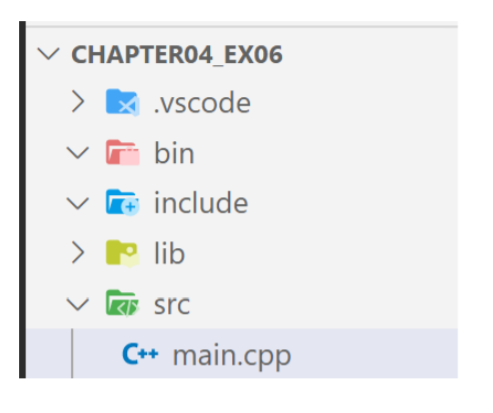 CHAPTER04_EX06
.vscode
bin
include
lib
src
C++ main.cpp